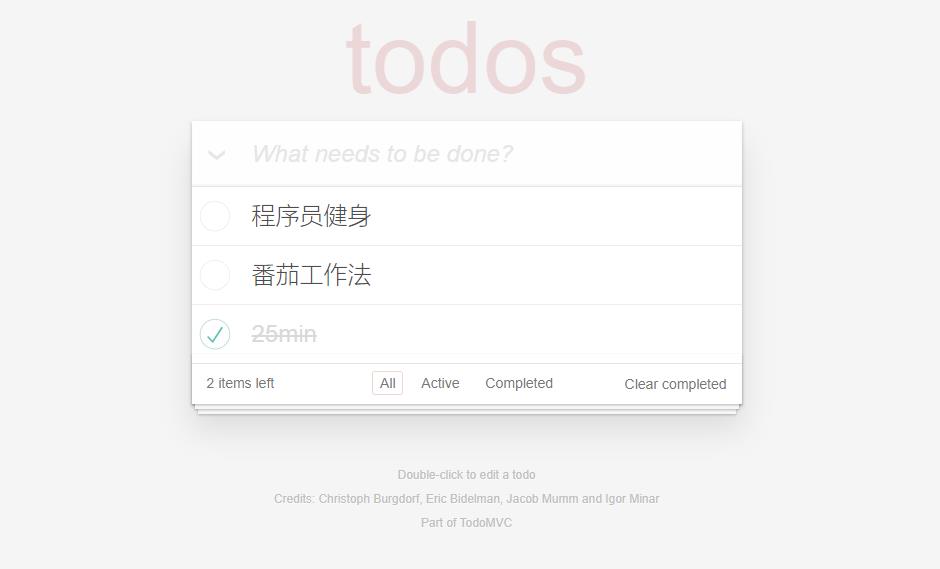 todos
What needs to be done?
程序员健身
番茄工作法
25min
2 items left All Active Completed Clear completed
Double-click to edit a todo
Credits: Christoph Burgdorf, Eric Bidelman, Jacob Mumm and Igor Minar
Part of TodoMVC